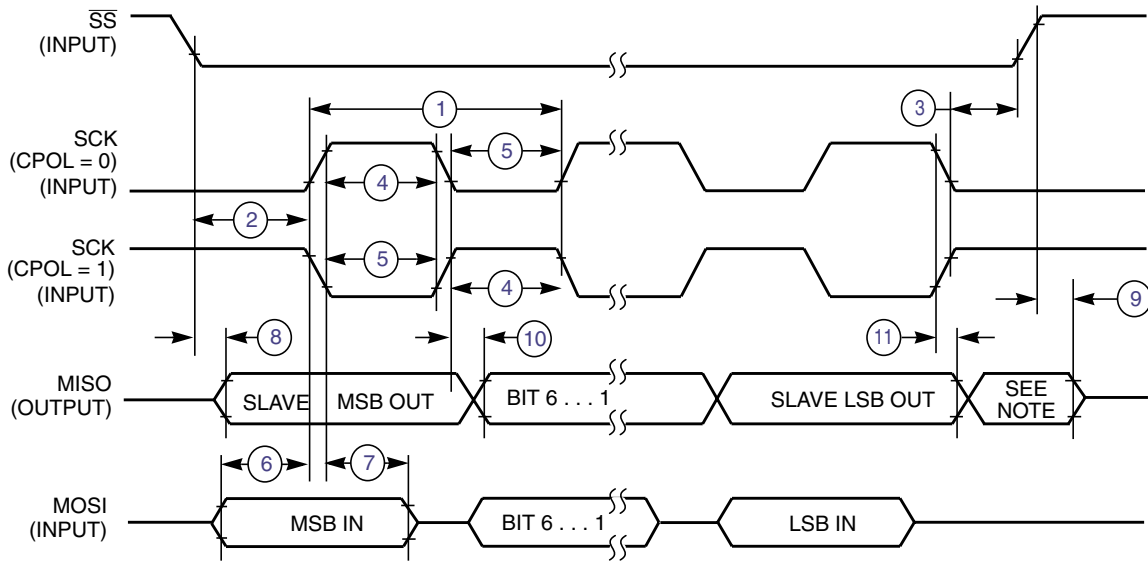 SS
(INPUT)
1
3
SCK
(CPOL = 0)
(INPUT)
5
4
2
SCK
(CPOL = 1)
(INPUT)
5
4
9
8
10
11
MISO
(OUTPUT)
SLAVE MSB OUT
BIT 6 . . . 1
SLAVE LSB OUT
SEE
NOTE
6
7
MOSI
(INPUT)
MSB IN
BIT 6 . . . 1
LSB IN